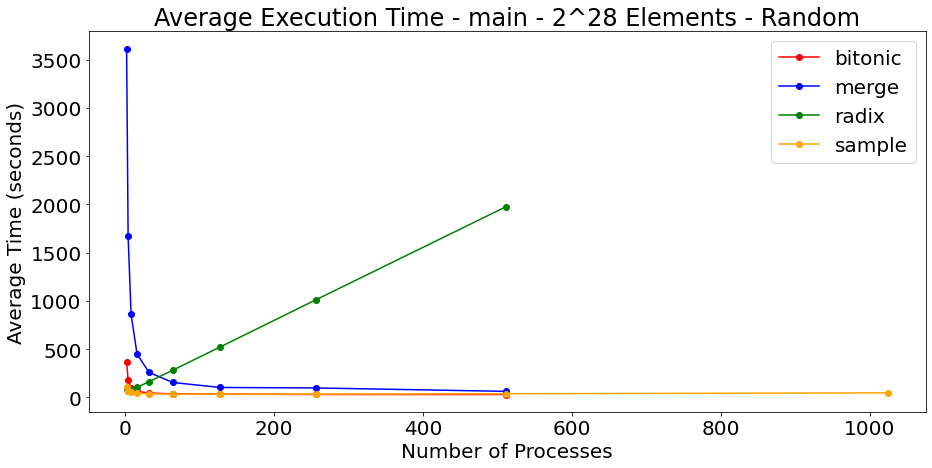 Average Execution Time - main - 2^28 Elements - Random
Average Time (seconds)
3500
3000
2500
2000
1500
1000
500
0
bitonic
merge
radix
sample
0 200 400 600 800 1000
Number of Processes